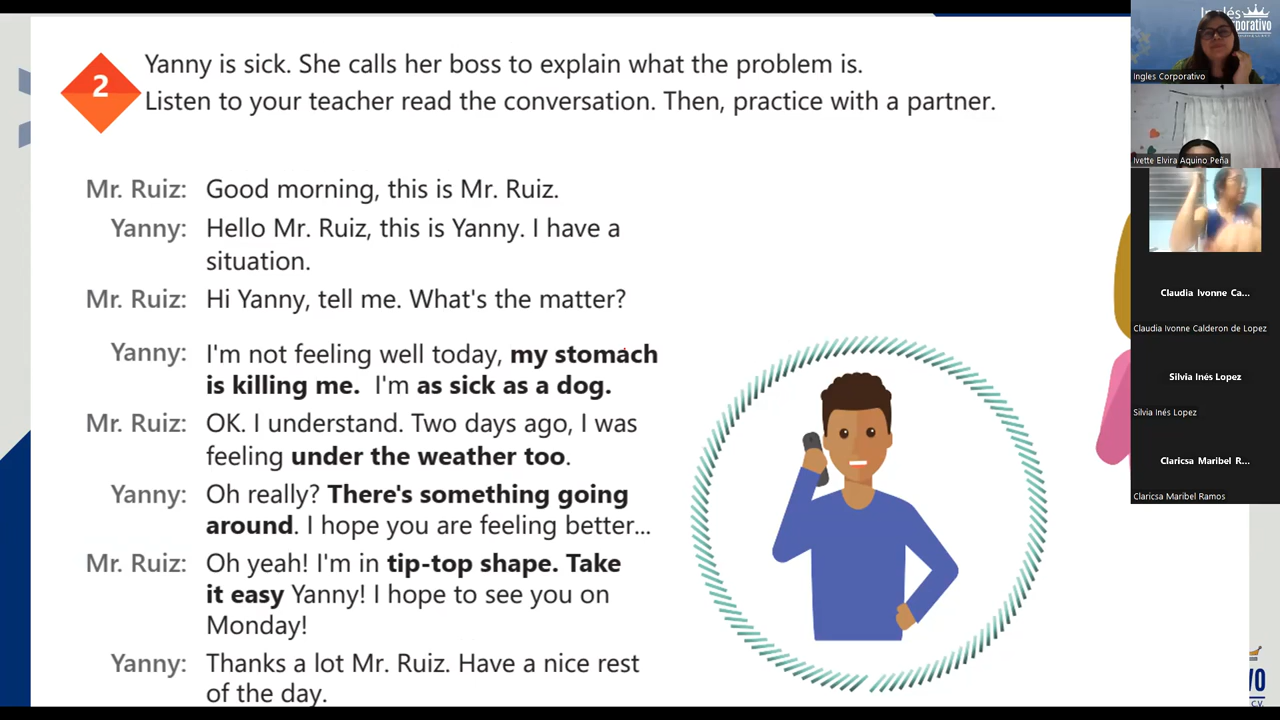 2
Yanny is sick. She calls her boss to explain what the problem is.
Listen to your teacher read the conversation. Then, practice with a partner.
Mr. Ruiz: Good morning, this is Mr. Ruiz.
Yanny: Hello Mr. Ruiz, this is Yanny. I have a
situation.
Mr. Ruiz: Hi Yanny, tell me. What's the matter?
Yanny: I'm not feeling well today, my stomach
is killing me. I'm as sick as a dog.
Mr. Ruiz: OK. I understand. Two days ago, I was
feeling under the weather too.
Yanny: Oh really? There's something going
around. I hope you are feeling better...
Mr. Ruiz: Oh yeah! I'm in tip-top shape. Take
it easy Yanny! I hope to see you on
Monday!
Yanny: Thanks a lot Mr. Ruiz. Have a nice rest
of the day.
Ingles Corporativo
Ivette Elvira Aquino Peña
Claudia Ivonne Ca...
Claudia Ivonne Calderon de Lopez
Silvia Inés Lopez
Silvia Inés Lopez
Claricsa Maribel R...
Claricsa Maribel Ramos
C.V.